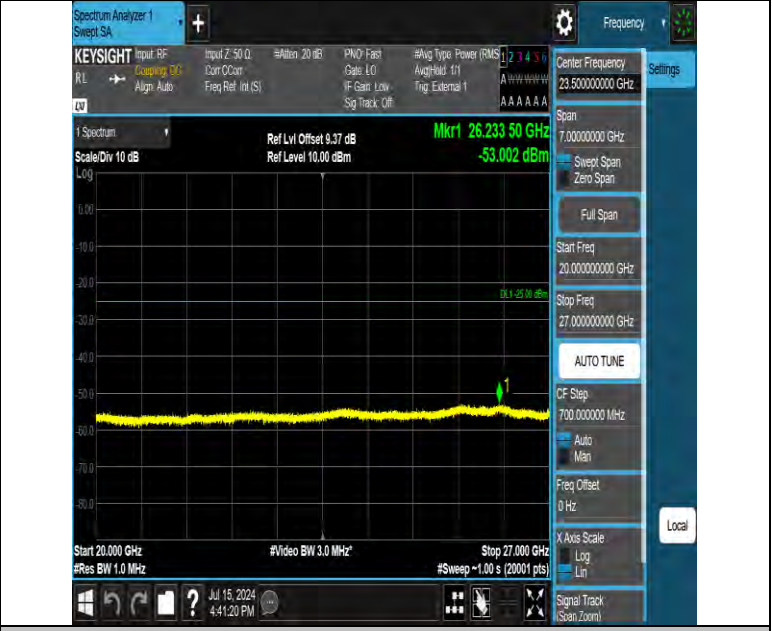 Spectrum Analyzer 1
Swept SA
+
Frequency
KEYSIGHT
RL
Input: RF
Coupling: DC
Align: Auto
Input Z: 50 Ω
Corr CCorr
Freq Ref: Int (S)
#Atten: 20 dB
PNO: Fast
Gate: LO
IF Gain: Low
Sig Track: Off
#Avg Type: Power (RMS
Avg|Hold: 1/1
Trig: External 1
1 2 3 4 5 6
A W W W W W
A A A A A A
Settings
1 Spectrum
Scale/Div 10 dB
Log
Ref Lvl Offset 9.37 dB
Ref Level 10.00 dBm
Mkr1 26.233 50 GHz
-53.002 dBm
0.00
-10.0
-20.0
-30.0
-40.0
-50.0
-60.0
-70.0
-80.0
DL1 -25.00 dBm
1
Start 20.000 GHz
#Res BW 1.0 MHz
#Video BW 3.0 MHz*
Stop 27.000 GHz
#Sweep ~1.00 s (20001 pts)
Center Frequency
23.500000000 GHz
Span
7.00000000 GHz
Swept Span
Zero Span
Full Span
Start Freq
20.000000000 GHz
Stop Freq
27.000000000 GHz
AUTO TUNE
CF Step
700.000000 MHz
Auto
Man
Freq Offset
0 Hz
X Axis Scale
Log
Lin
Signal Track
(Span Zoom)
Local
?
Jul 15, 2024
4:41:20 PM